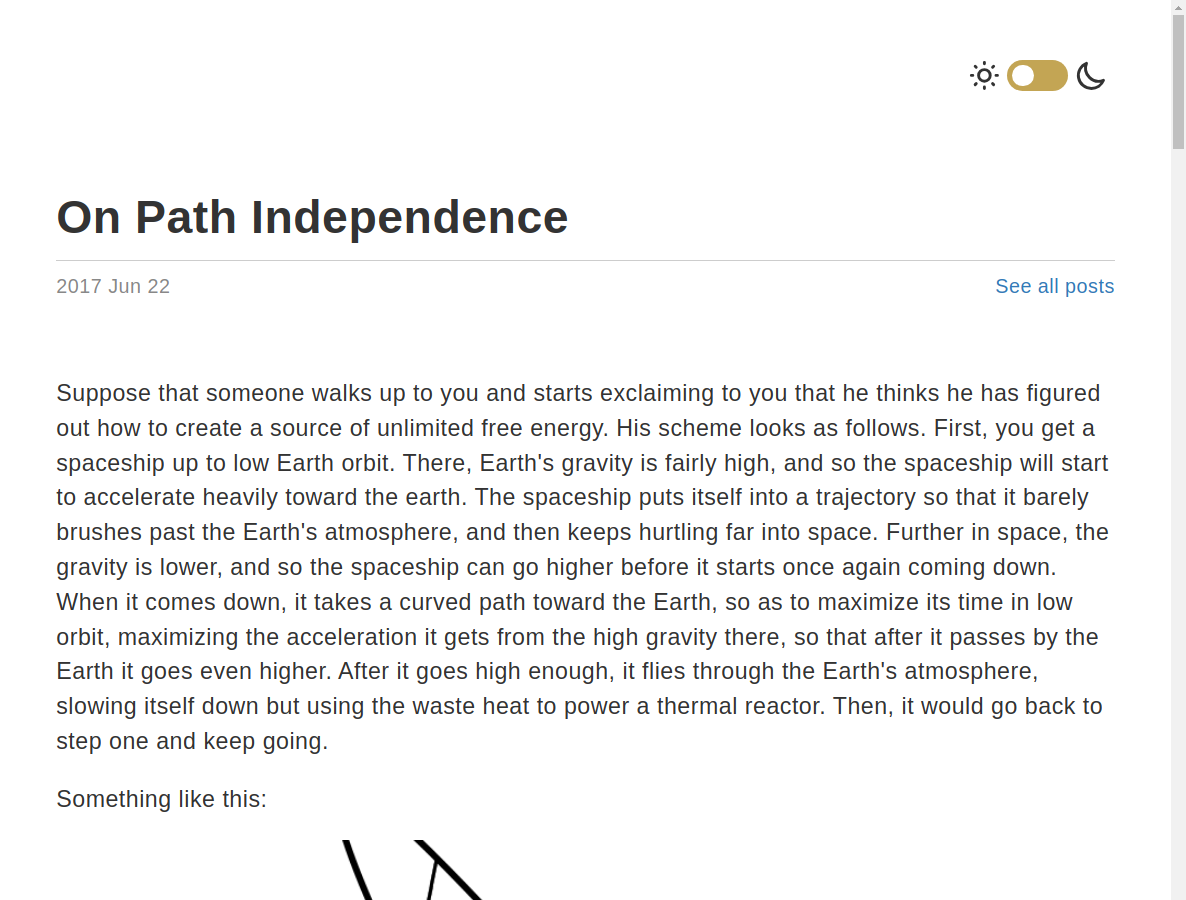 On Path Independence
2017 Jun 22
See all posts
Suppose that someone walks up to you and starts exclaiming to you that he thinks he has figured
out how to create a source of unlimited free energy. His scheme looks as follows. First, you get a
spaceship up to low Earth orbit. There, Earth's gravity is fairly high, and so the spaceship will start
to accelerate heavily toward the earth. The spaceship puts itself into a trajectory so that it barely
brushes past the Earth's atmosphere, and then keeps hurtling far into space. Further in space, the
gravity is lower, and so the spaceship can go higher before it starts once again coming down.
When it comes down, it takes a curved path toward the Earth, so as to maximize its time in low
orbit, maximizing the acceleration it gets from the high gravity there, so that after it passes by the
Earth it goes even higher. After it goes high enough, it flies through the Earth's atmosphere,
slowing itself down but using the waste heat to power a thermal reactor. Then, it would go back to
step one and keep going.
Something like this: